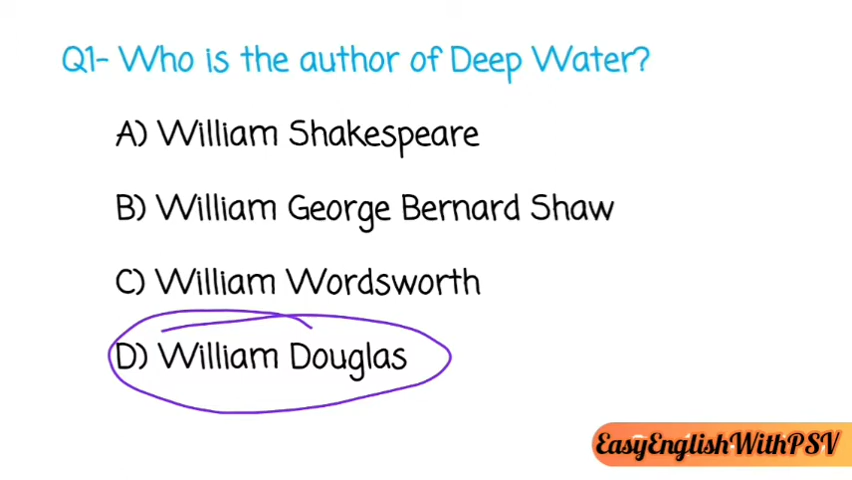 Q1- Who is the author of Deep Water?
A) William Shakespeare
B) William George Bernard Shaw
C) William Wordsworth
D) William Douglas
EasyEnglishWithPSV